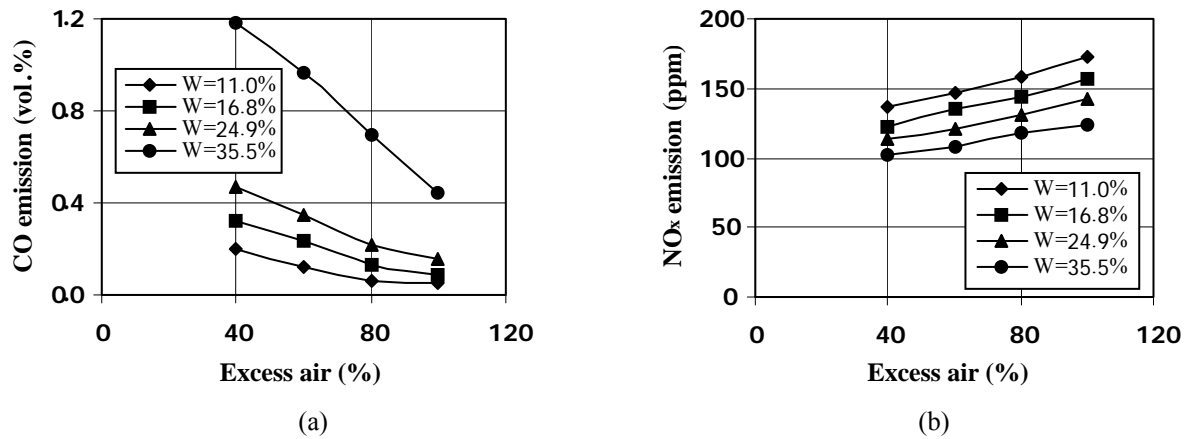 CO emission (vol.%)
1.2
0.8
0.4
0.0
W=11.0%
W=16.8%
W=24.9%
W=35.5%
0
40
80
120
Excess air (%)
(a)
NOx emission (ppm)
200
150
100
50
0
W=11.0%
W=16.8%
W=24.9%
W=35.5%
0
40
80
120
Excess air (%)
(b)